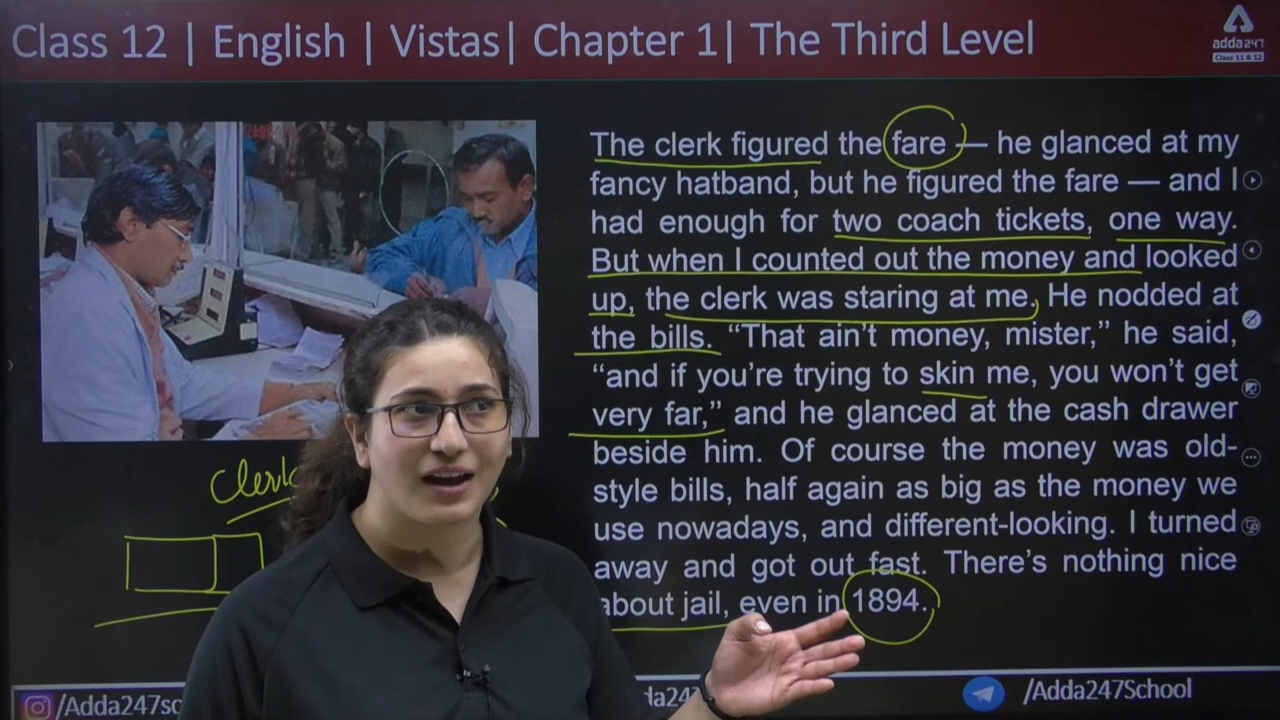 Class 12 | English | Vistas| Chapter 1| The Third Level
adda247
Class 11 & 12
The clerk figured the fare — he glanced at my
fancy hatband, but he figured the fare — and I
had enough for two coach tickets, one way.
But when I counted out the money and looked
up, the clerk was staring at me. He nodded at
the bills. “That ain’t money, mister,” he said,
“and if you’re trying to skin me, you won’t get
very far,” and he glanced at the cash drawer
beside him. Of course the money was old-
style bills, half again as big as the money we
use nowadays, and different-looking. I turned
away and got out fast. There’s nothing nice
about jail, even in 1894.
Clerk
/Adda247sc
da247
/Adda247School